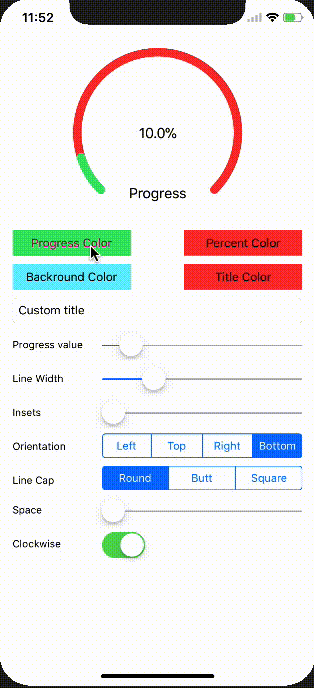 11:52
10.0%
Progress
Progress Color
Percent Color
Backround Color
Title Color
Custom title
Progress value
Line Width
Insets
Orientation Left Top Right Bottom
Line Cap Round Butt Square
Space
Clockwise